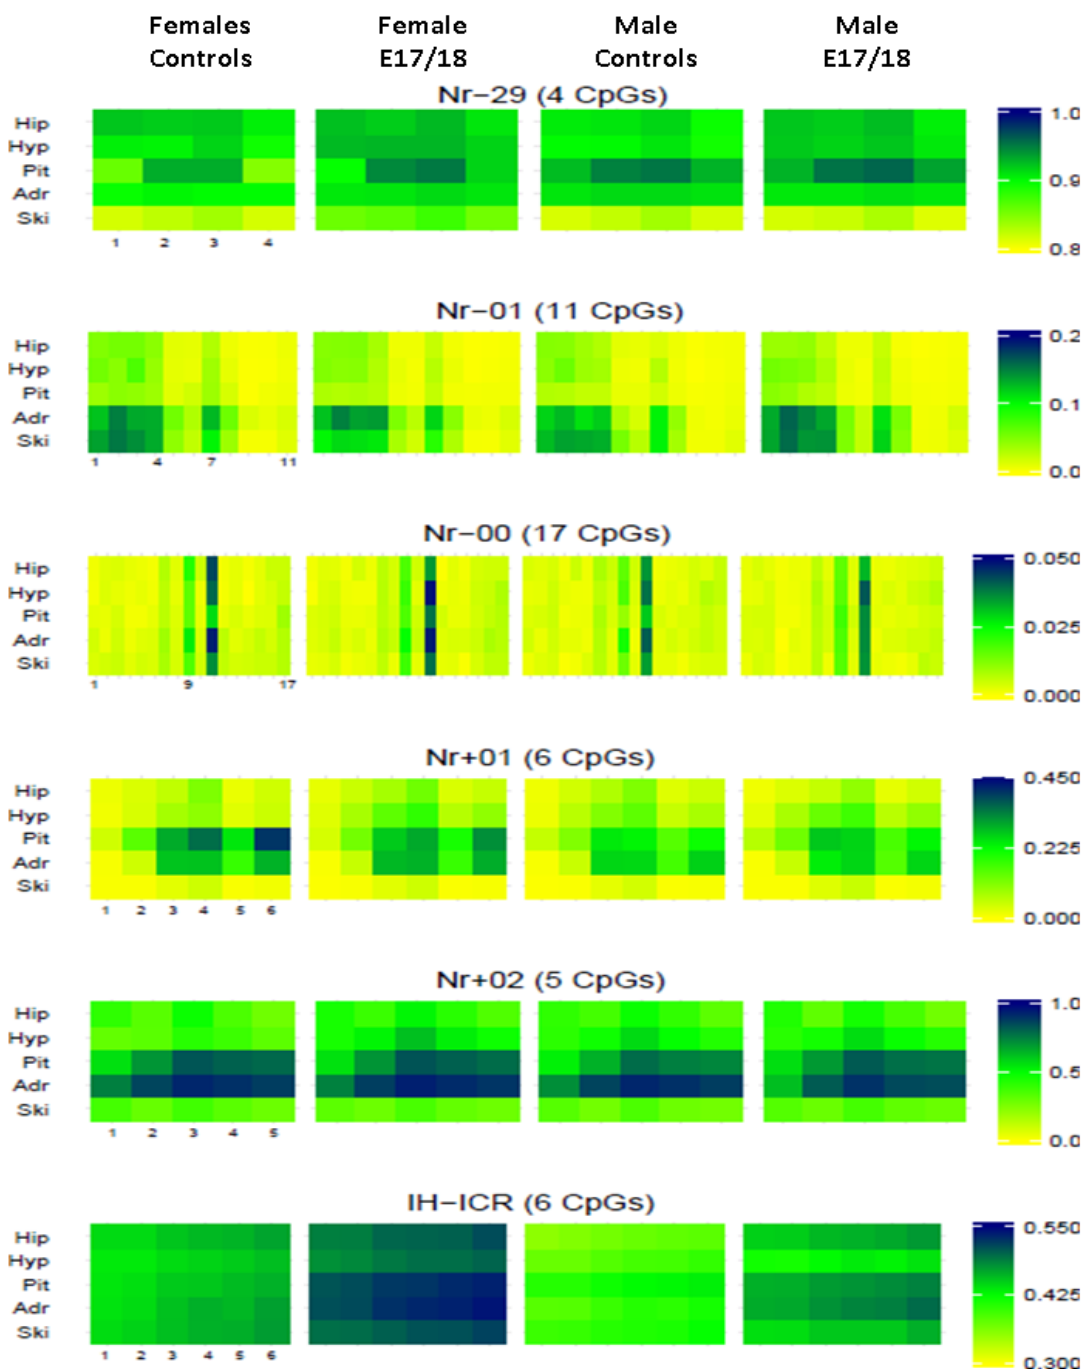 Females Female Male Male
Controls E17/18 Controls E17/18
Nr−29 (4 CpGs)
Hip
Hyp
Pit
Adr
Ski
1 2 3 4
1.0
0.9
0.8
Nr−01 (11 CpGs)
Hip
Hyp
Pit
Adr
Ski
1 4 7 11
0.2
0.1
0.0
Nr−00 (17 CpGs)
Hip
Hyp
Pit
Adr
Ski
1 9 17
0.050
0.025
0.000
Nr+01 (6 CpGs)
Hip
Hyp
Pit
Adr
Ski
1 2 3 4 5 6
0.450
0.225
0.000
Nr+02 (5 CpGs)
Hip
Hyp
Pit
Adr
Ski
1 2 3 4 5
1.0
0.5
0.0
IH−ICR (6 CpGs)
Hip
Hyp
Pit
Adr
Ski
1 2 3 4 5 6
0.550
0.425
0.300